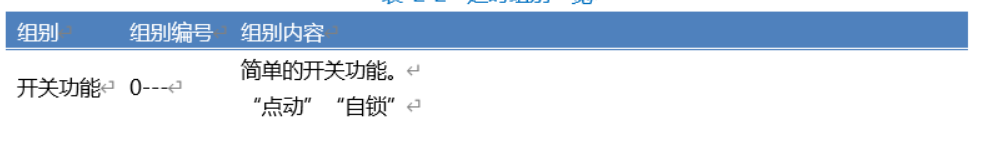 组别 组别编号 组别内容
开关功能 0--- 简单的开关功能。
“点动” “自锁”